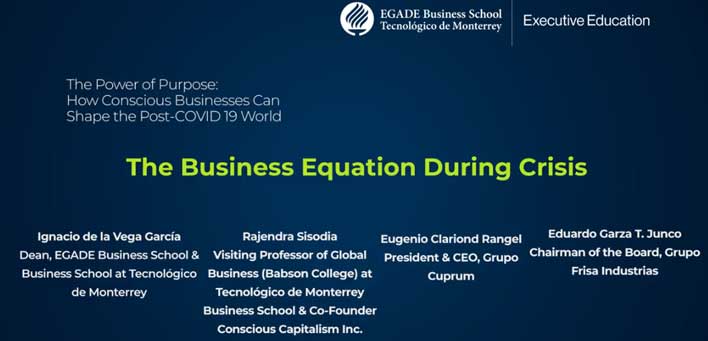 EGADE Business School
Tecnológico de Monterrey
Executive Education
The Power of Purpose:
How Conscious Businesses Can
Shape the Post-COVID 19 World
The Business Equation During Crisis
Ignacio de la Vega García
Dean, EGADE Business School &
Business School at Tecnológico
de Monterrey
Rajendra Sisodia
Visiting Professor of Global
Business (Babson College) at
Tecnológico de Monterrey
Business School & Co-Founder
Conscious Capitalism Inc.
Eugenio Clariond Rangel
President & CEO, Grupo
Cuprum
Eduardo Garza T. Junco
Chairman of the Board, Grupo
Frisa Industrias